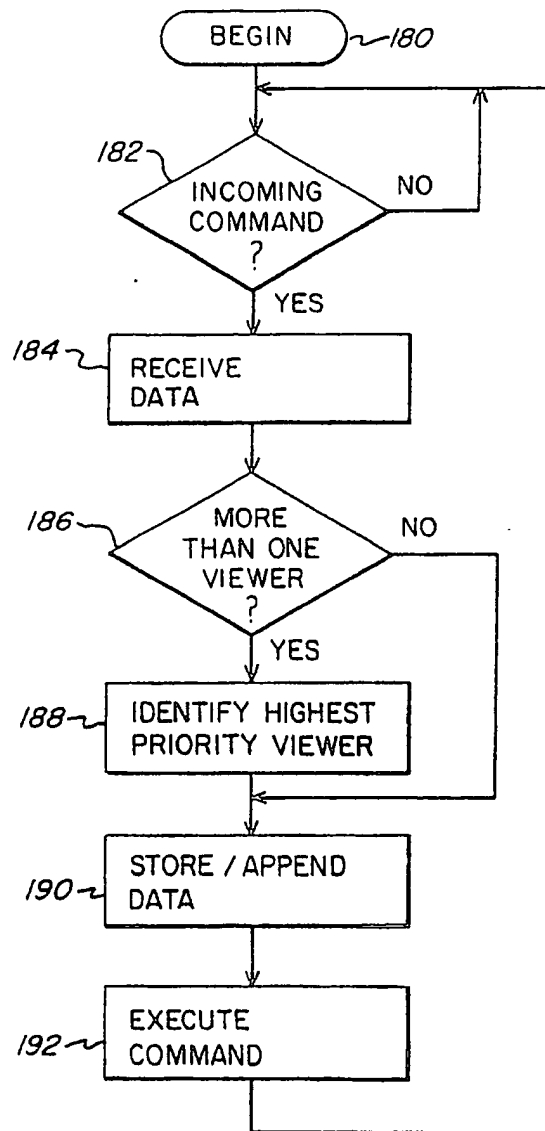 BEGIN
180
182
INCOMING
COMMAND
?
NO
YES
184
RECEIVE
DATA
186
MORE
THAN ONE
VIEWER
?
NO
YES
188
IDENTIFY HIGHEST
PRIORITY VIEWER
190
STORE / APPEND
DATA
192
EXECUTE
COMMAND